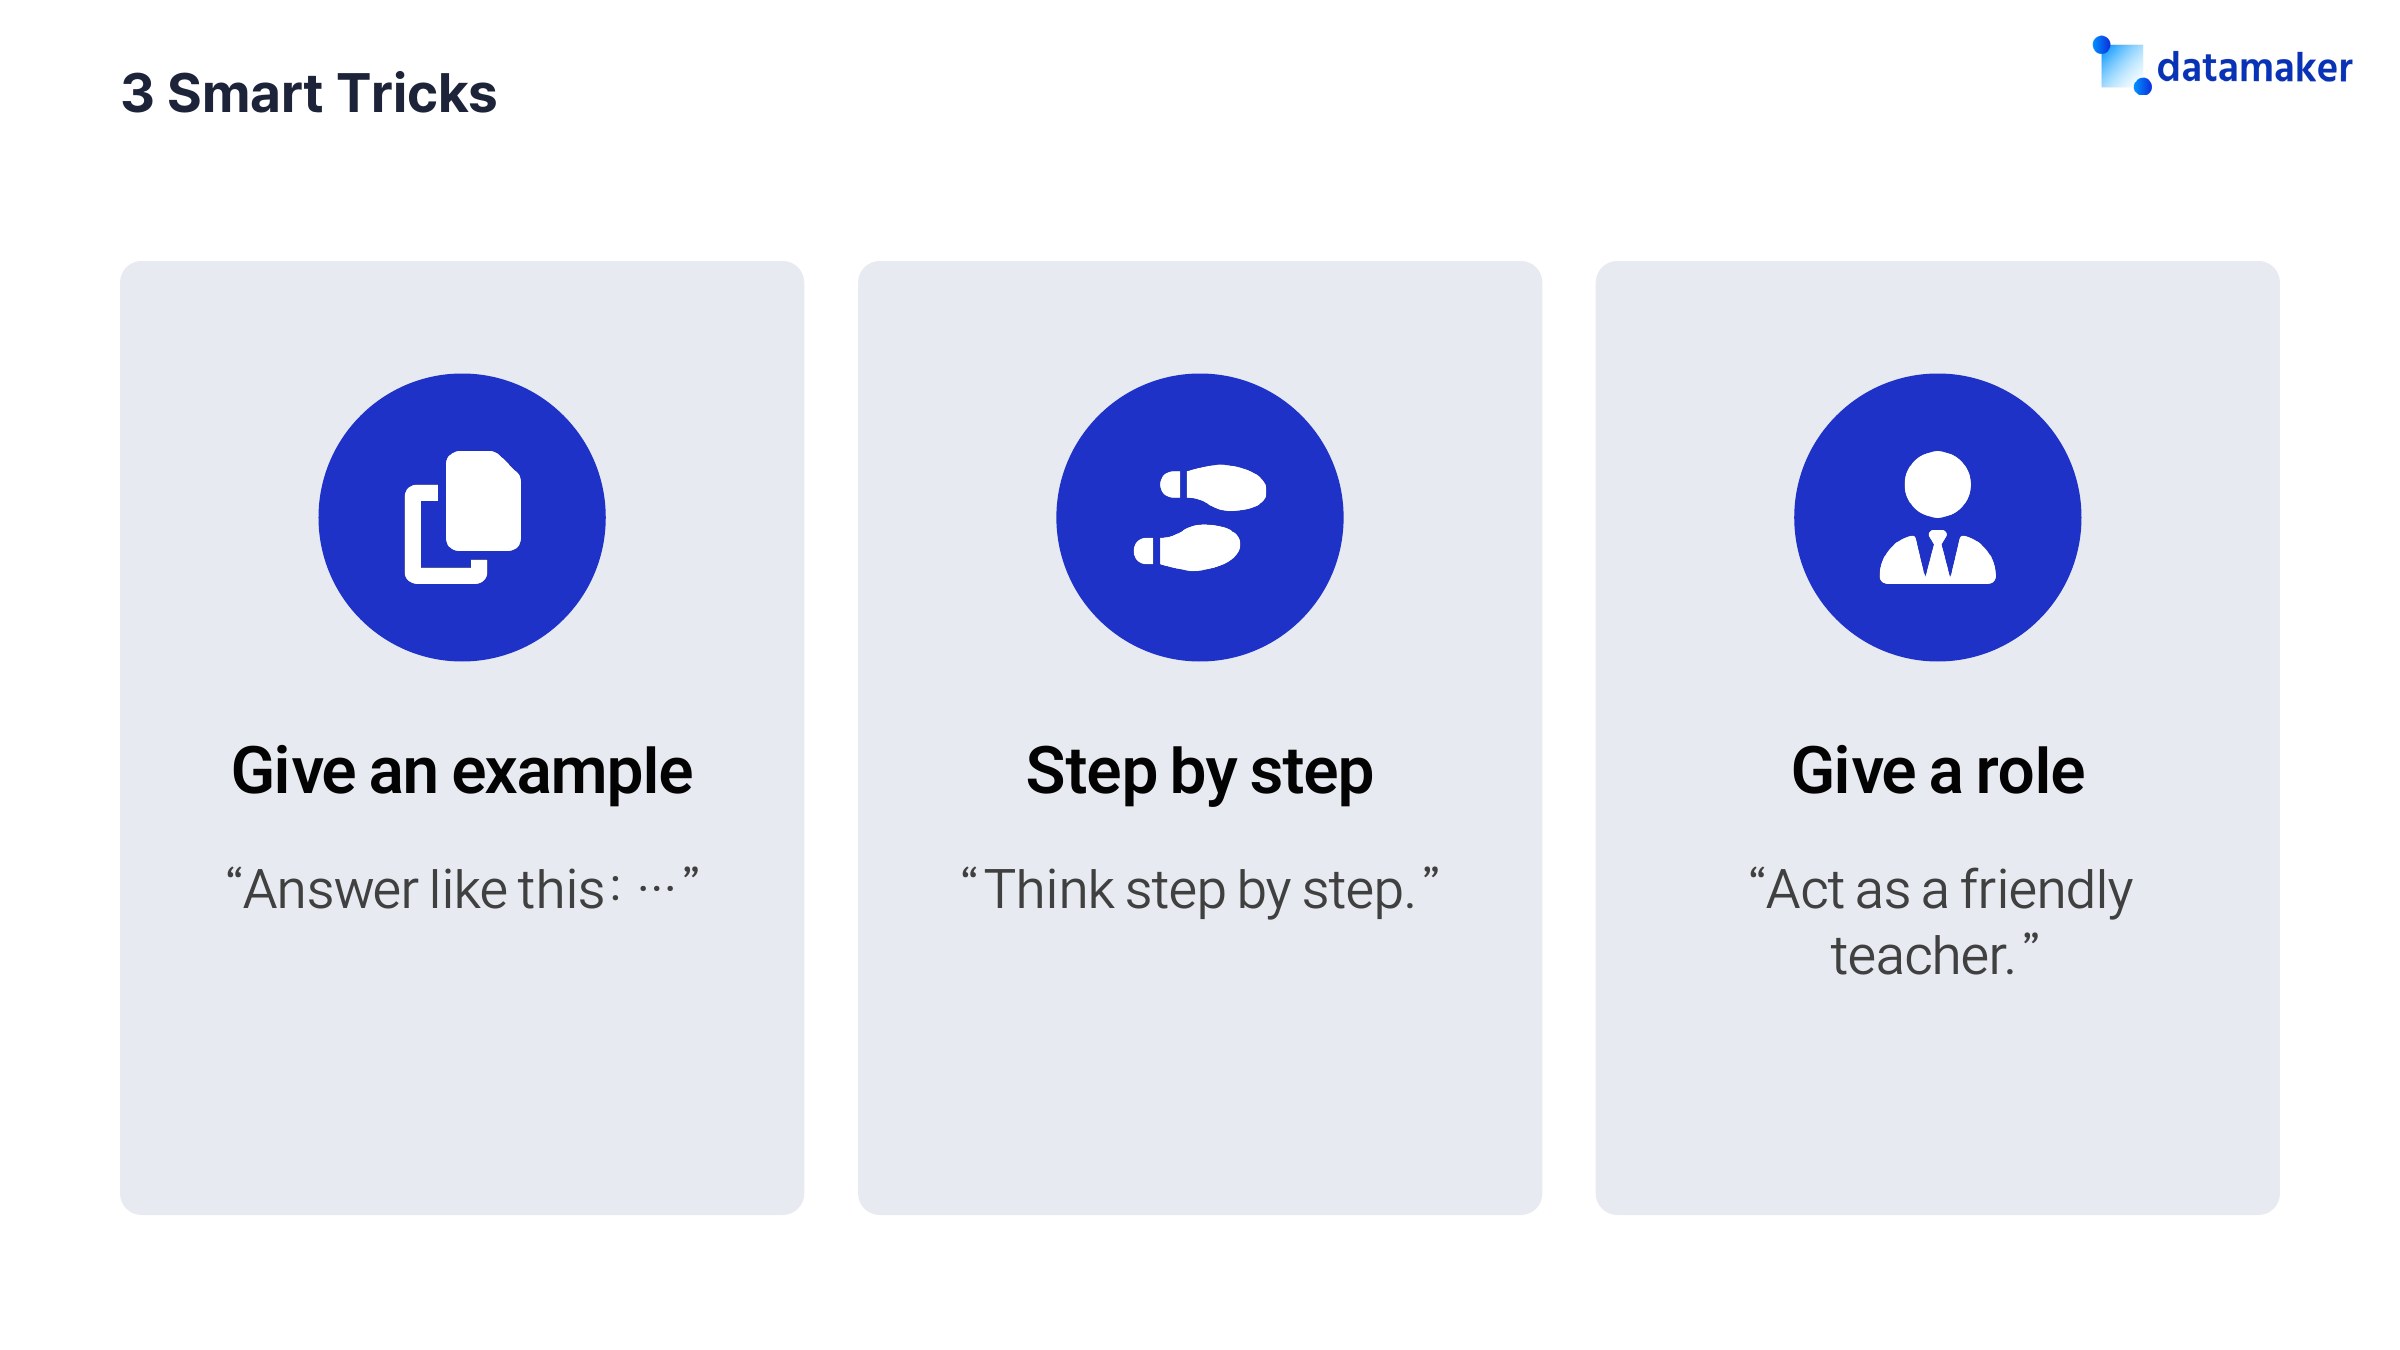 3 Smart Tricks
datamaker
Give an example
“Answer like this: …”
Step by step
“Think step by step.”
Give a role
“Act as a friendly
teacher.”